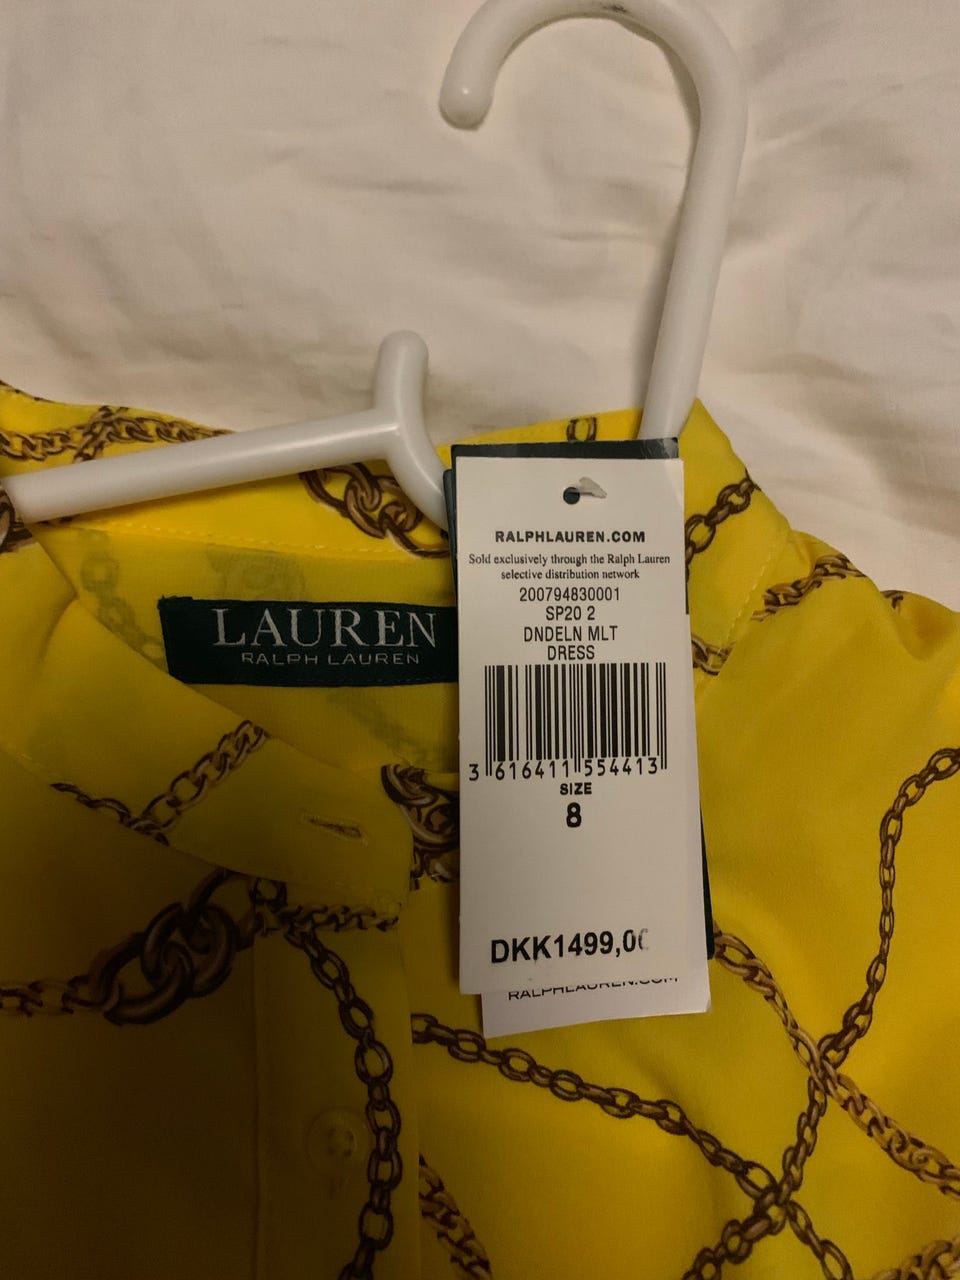 LAUREN
RALPH LAUREN
RALPHLAUREN.COM
Sold exclusively through the Ralph Lauren
selective distribution network
200794830001
SP20 2
DNDELN MLT
DRESS
3 616411 554413
SIZE
8
DKK1499,00
RALPHLAUREN.COM